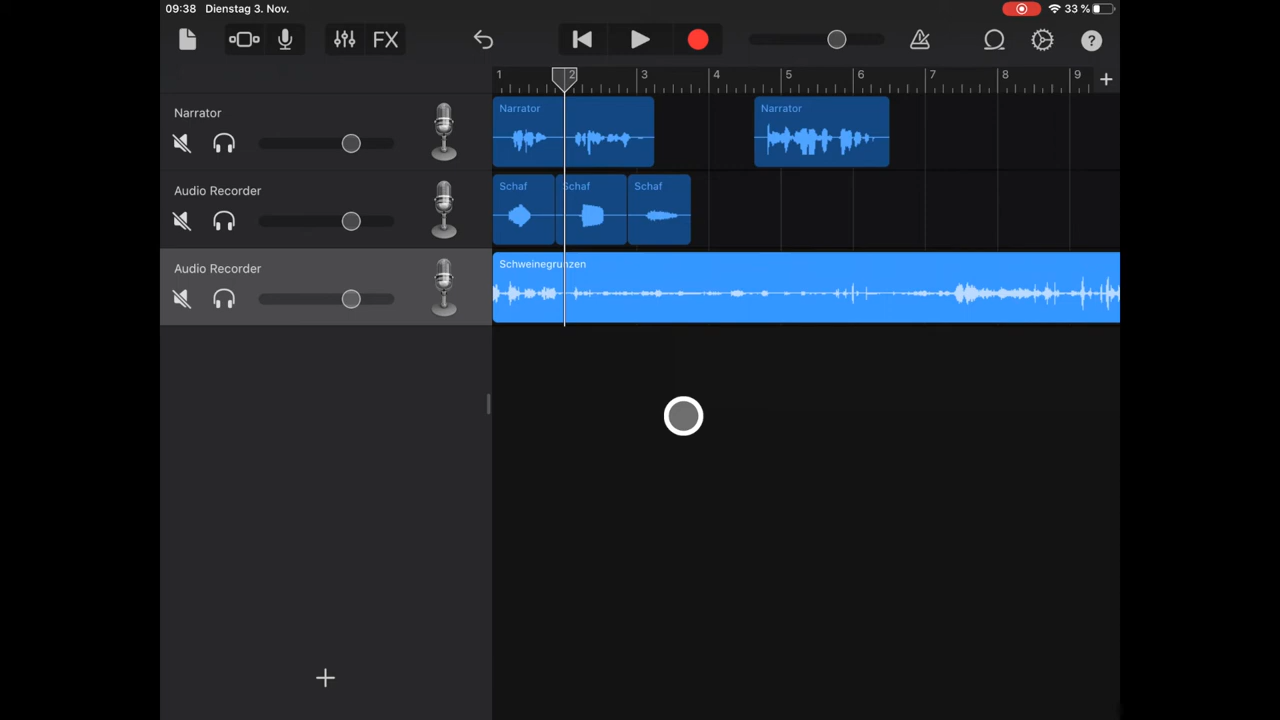 09:38 Dienstag 3. Nov. 33 %
FX ?
1 2 3 4 5 6 7 8 9 +
Narrator
Narrator Narrator
Audio Recorder
Schaf Schaf Schaf
Audio Recorder
Schweinegrunzen